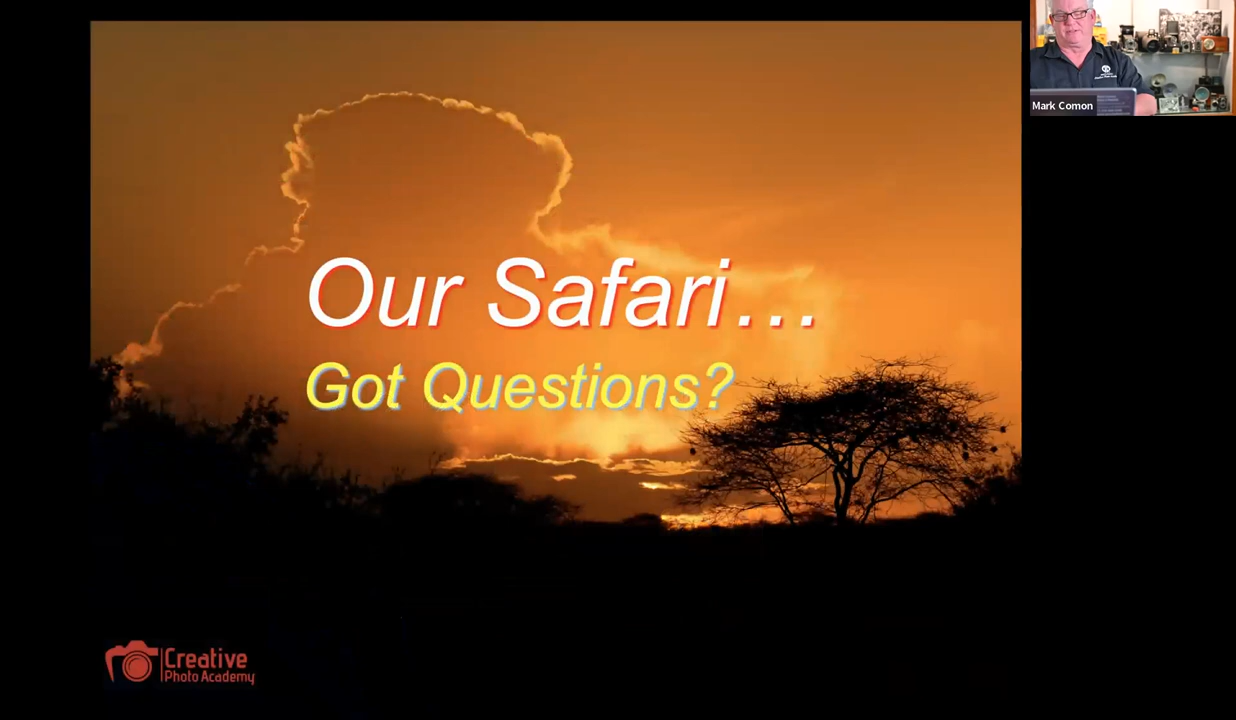 Our Safari...
Got Questions?
Mark Comon
Creative
Photo Academy